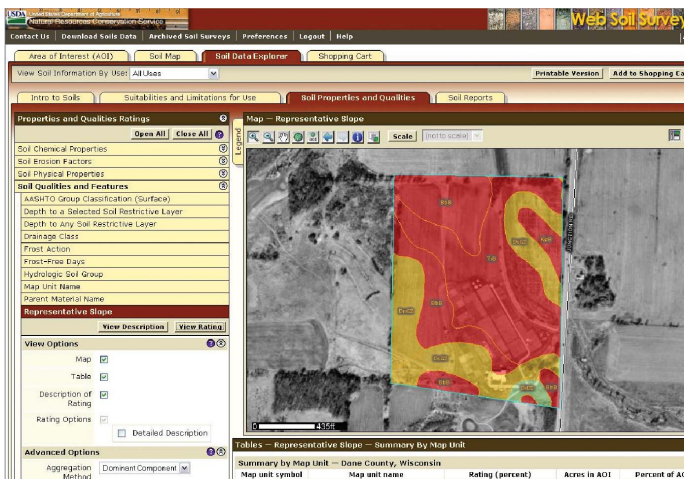 USDA United States Department of Agriculture
Natural Resources Conservation Service
Web Soil Survey
Contact Us | Download Soils Data | Archived Soil Surveys | Preferences | Logout | Help
Area of Interest (AOI) Soil Map Soil Data Explorer Shopping Cart
View Soil Information By Use: All Uses Printable Version Add to Shopping Ca
Intro to Soils Suitabilities and Limitations for Use Soil Properties and Qualities Soil Reports
Properties and Qualities Ratings
Open All Close All
Soil Chemical Properties
Soil Erosion Factors
Soil Physical Properties
Soil Qualities and Features
AASHTO Group Classification (Surface)
Depth to a Selected Soil Restrictive Layer
Depth to Any Soil Restrictive Layer
Drainage Class
Frost Action
Frost-Free Days
Hydrologic Soil Group
Map Unit Name
Parent Material Name
Representative Slope
View Description View Rating
View Options
Map
Table
Description of
Rating
Rating Options
Detailed Description
Advanced Options
Aggregation
Method
Dominant Component
Legend
Map — Representative Slope
Scale (not to scale)
0 435ft
Tables — Representative Slope — Summary By Map Unit
Summary by Map Unit — Dane County, Wisconsin
Map unit symbol Map unit name Rating (percent) Acres in AOI Percent of AO